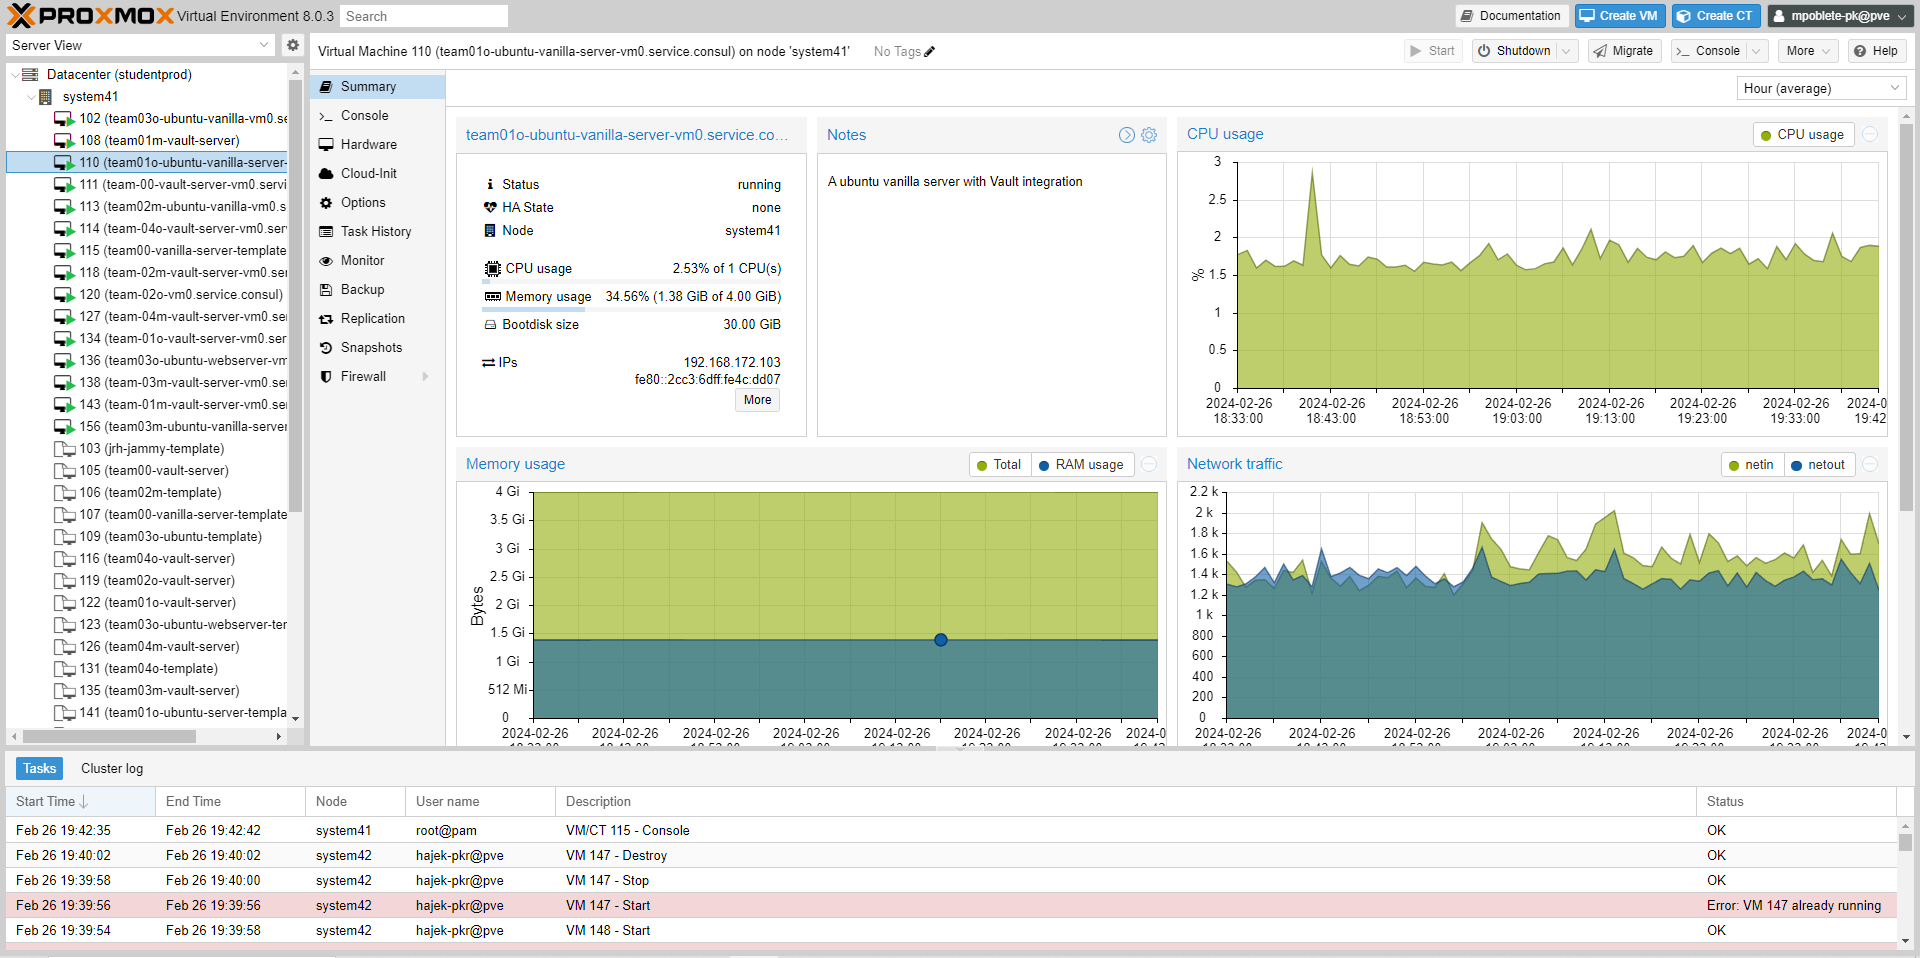 PROXMOX Virtual Environment 8.0.3 Search Documentation Create VM Create CT mpoblete-pk@pve
Server View
Virtual Machine 110 (team01o-ubuntu-vanilla-server-vm0.service.consul) on node 'system41' No Tags Start Shutdown Migrate Console More Help
Datacenter (studentprod)
system41
102 (team03o-ubuntu-vanilla-vm0.se
108 (team01m-vault-server)
110 (team01o-ubuntu-vanilla-server-
111 (team-00-vault-server-vm0.servi
113 (team02m-ubuntu-vanilla-vm0.s
114 (team-04o-vault-server-vm0.ser
115 (team00-vanilla-server-template
118 (team-02m-vault-server-vm0.se
120 (team-02o-vm0.service.consul)
127 (team-04m-vault-server-vm0.se
134 (team-01o-vault-server-vm0.ser
136 (team03o-ubuntu-webserver-vm
138 (team-03m-vault-server-vm0.se
143 (team-01m-vault-server-vm0.se
156 (team03m-ubuntu-vanilla-server
103 (jrh-jammy-template)
105 (team00-vault-server)
106 (team02m-template)
107 (team00-vanilla-server-template
109 (team03o-ubuntu-template)
116 (team04o-vault-server)
119 (team02o-vault-server)
122 (team01o-vault-server)
123 (team03o-ubuntu-webserver-ter
126 (team04m-vault-server)
131 (team04o-template)
135 (team03m-vault-server)
141 (team01o-ubuntu-server-templa
Summary
Console
Hardware
Cloud-Init
Options
Task History
Monitor
Backup
Replication
Snapshots
Firewall
Hour (average)
team01o-ubuntu-vanilla-server-vm0.service.co...
Status running
HA State none
Node system41
CPU usage 2.53% of 1 CPU(s)
Memory usage 34.56% (1.38 GiB of 4.00 GiB)
Bootdisk size 30.00 GiB
IPs 192.168.172.103
fe80::2cc3:6dff:fe4c:dd07
More
Notes
A ubuntu vanilla server with Vault integration
CPU usage CPU usage
3
2.5
2
1.5
1
0.5
0
%
2024-02-26 2024-02-26 2024-02-26 2024-02-26 2024-02-26 2024-02-26 2024-02-26 2024-0
18:33:00 18:43:00 18:53:00 19:03:00 19:13:00 19:23:00 19:33:00 19:42
Memory usage Total RAM usage
4 Gi
3.5 Gi
3 Gi
2.5 Gi
2 Gi
1.5 Gi
1 Gi
512 Mi
0
Bytes
2024-02-26 2024-02-26 2024-02-26 2024-02-26 2024-02-26 2024-02-26 2024-02-26 2024-0
Network traffic netin netout
2.2 k
2 k
1.8 k
1.6 k
1.4 k
1.2 k
1 k
800
600
400
200
0
2024-02-26 2024-02-26 2024-02-26 2024-02-26 2024-02-26 2024-02-26 2024-02-26 2024-0
Tasks Cluster log
Start Time End Time Node User name Description Status
Feb 26 19:42:35 Feb 26 19:42:42 system41 root@pam VM/CT 115 - Console OK
Feb 26 19:40:02 Feb 26 19:40:02 system42 hajek-pkr@pve VM 147 - Destroy OK
Feb 26 19:39:58 Feb 26 19:40:00 system42 hajek-pkr@pve VM 147 - Stop OK
Feb 26 19:39:56 Feb 26 19:39:56 system42 hajek-pkr@pve VM 147 - Start Error: VM 147 already running
Feb 26 19:39:54 Feb 26 19:39:58 system42 hajek-pkr@pve VM 148 - Start OK